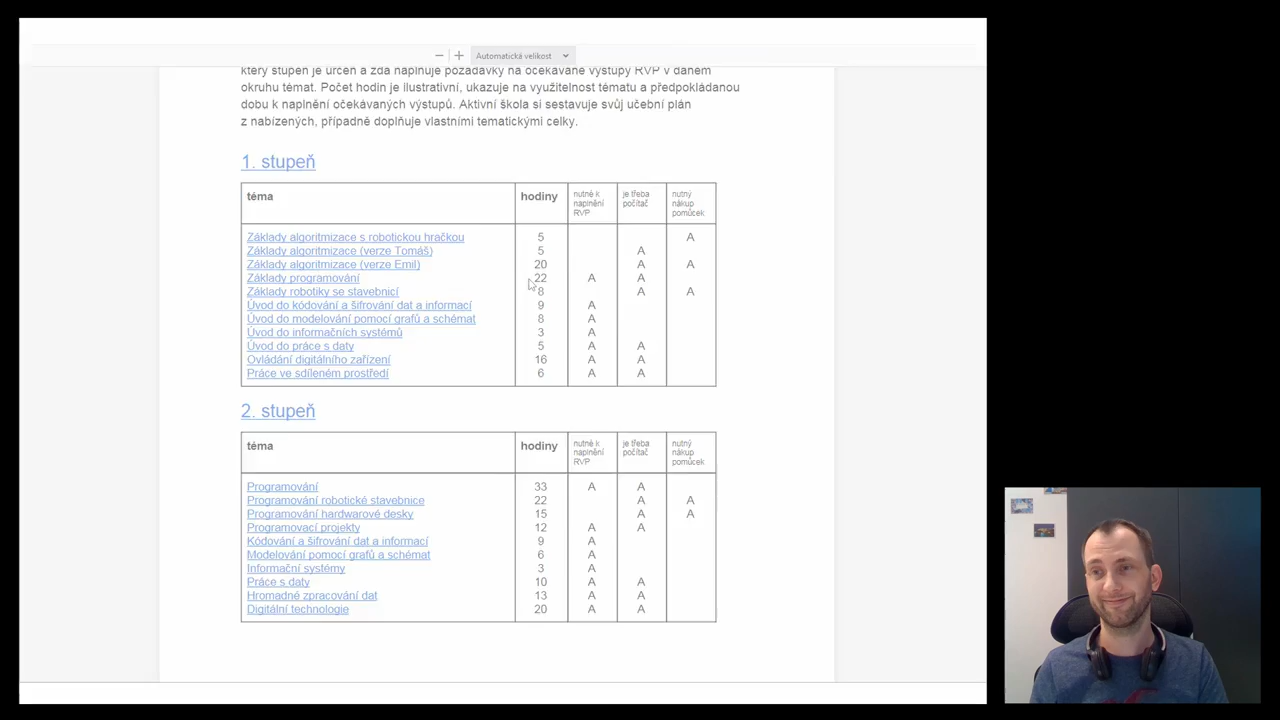 Automatická velikost
který stupeň je určen a zda naplňuje požadavky na očekávané výstupy RVP v daném
okruhu témat. Počet hodin je ilustrativní, ukazuje na využitelnost tématu a předpokládanou
dobu k naplnění očekávaných výstupů. Aktivní škola si sestavuje svůj učební plán
z nabízených, případně doplňuje vlastními tematickými celky.
1. stupeň
téma hodiny nutné k naplnění RVP je třeba počítač nutný nákup pomůcek
Základy algoritmizace s robotickou hračkou 5 A
Základy algoritmizace (verze Tomáš) 5 A
Základy algoritmizace (verze Emil) 20 A A
Základy programování 22 A A
Základy robotiky se stavebnicí 8 A A
Úvod do kódování a šifrování dat a informací 9 A
Úvod do modelování pomocí grafů a schémat 8 A
Úvod do informačních systémů 3 A
Úvod do práce s daty 5 A A
Ovládání digitálního zařízení 16 A A
Práce ve sdíleném prostředí 6 A A
2. stupeň
téma hodiny nutné k naplnění RVP je třeba počítač nutný nákup pomůcek
Programování 33 A A
Programování robotické stavebnice 22 A A
Programování hardwarové desky 15 A A
Programovací projekty 12 A A
Kódování a šifrování dat a informací 9 A
Modelování pomocí grafů a schémat 6 A
Informační systémy 3 A
Práce s daty 10 A A
Hromadné zpracování dat 13 A A
Digitální technologie 20 A A